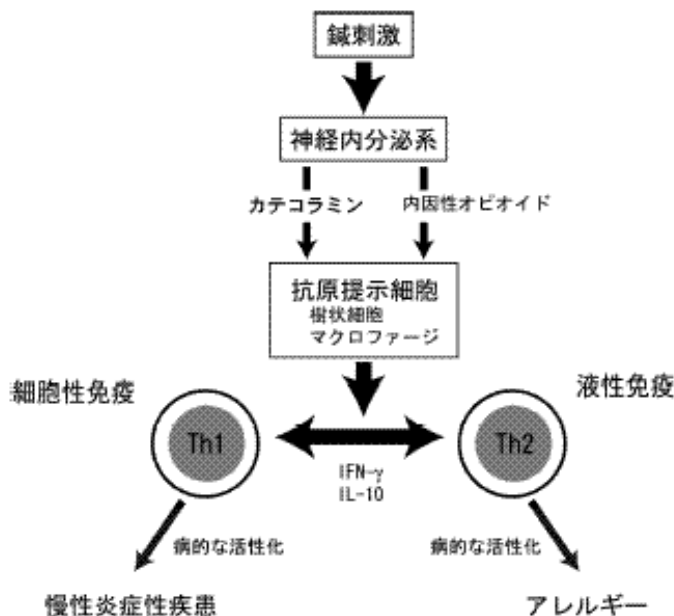 鍼刺激
神経内分泌系
カテコラミン
内因性オピオイド
抗原提示細胞
樹状細胞
マクロファージ
細胞性免疫
液性免疫
Th1
Th2
IFN-γ
IL-10
病的な活性化
病的な活性化
慢性炎症性疾患
アレルギー